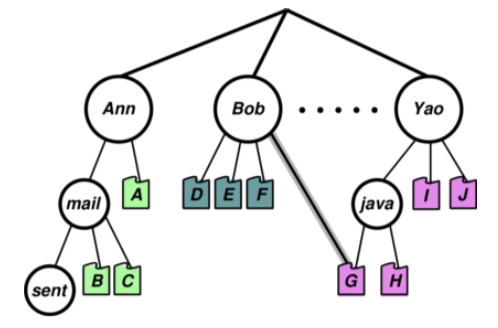 Ann Bob ..... Yao
mail A D E F java I J
sent B C G H